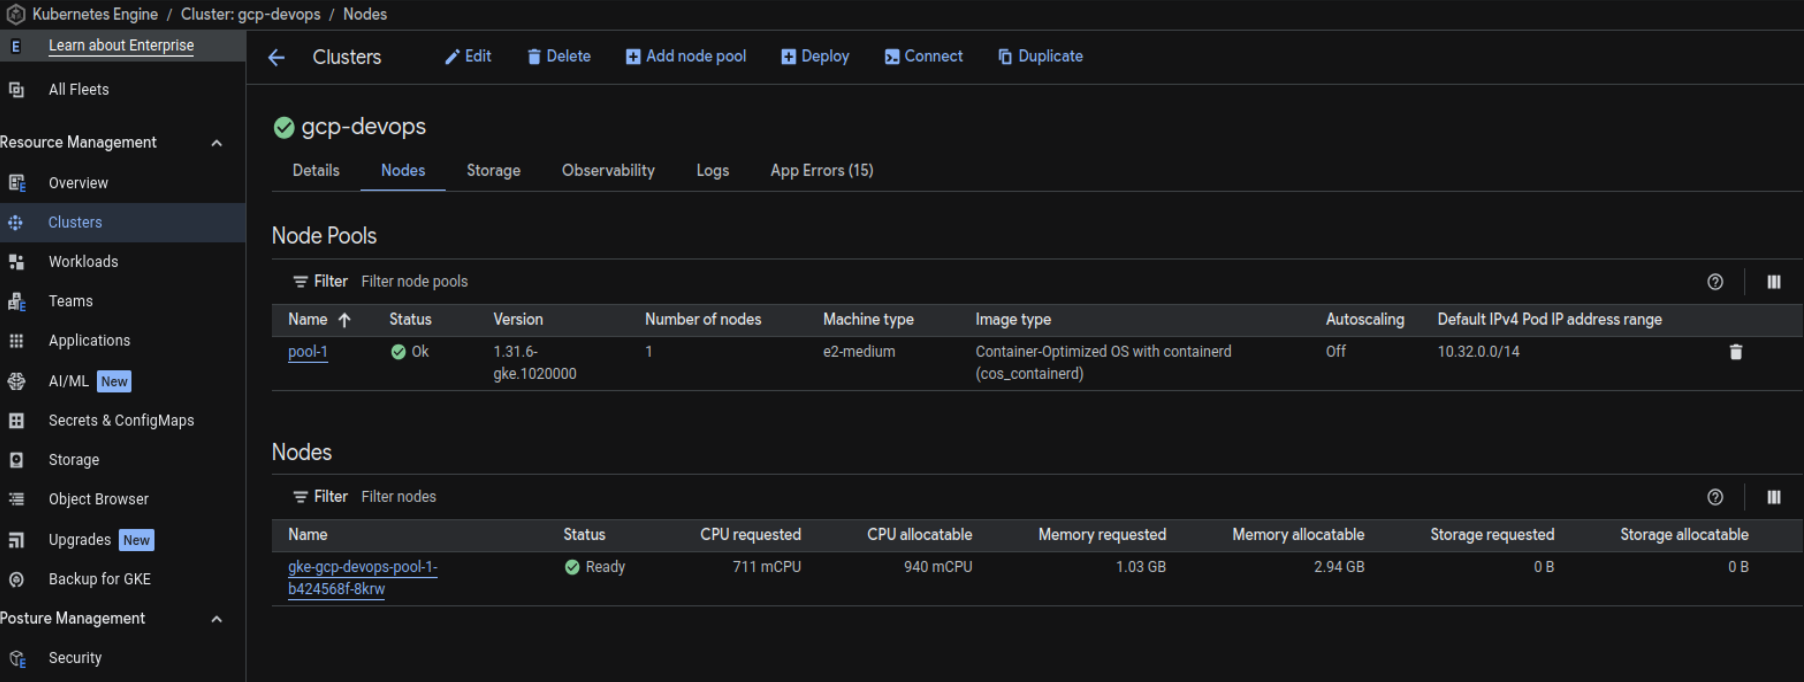 Kubernetes Engine / Cluster: gcp-devops / Nodes
E Learn about Enterprise
All Fleets
Resource Management
Overview
Clusters
Workloads
Teams
Applications
AI/ML New
Secrets & ConfigMaps
Storage
Object Browser
Upgrades New
Backup for GKE
Posture Management
Security
Clusters Edit Delete Add node pool Deploy Connect Duplicate
gcp-devops
Details Nodes Storage Observability Logs App Errors (15)
Node Pools
Filter Filter node pools
Name Status Version Number of nodes Machine type Image type Autoscaling Default IPv4 Pod IP address range
pool-1 Ok 1.31.6- 1 e2-medium Container-Optimized OS with containerd Off 10.32.0.0/14
gke.1020000 (cos_containerd)
Nodes
Filter Filter nodes
Name Status CPU requested CPU allocatable Memory requested Memory allocatable Storage requested Storage allocatable
gke-gcp-devops-pool-1- Ready 711 mCPU 940 mCPU 1.03 GB 2.94 GB 0 B 0 B
b424568f-8krw